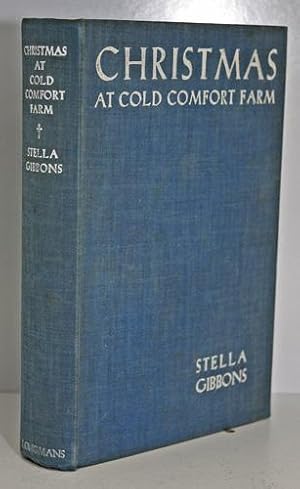 CHRISTMAS
AT COLD
COMFORT
FARM
STELLA
GIBBONS
LONGMANS
CHRISTMAS
AT COLD COMFORT FARM
STELLA
GIBBONS